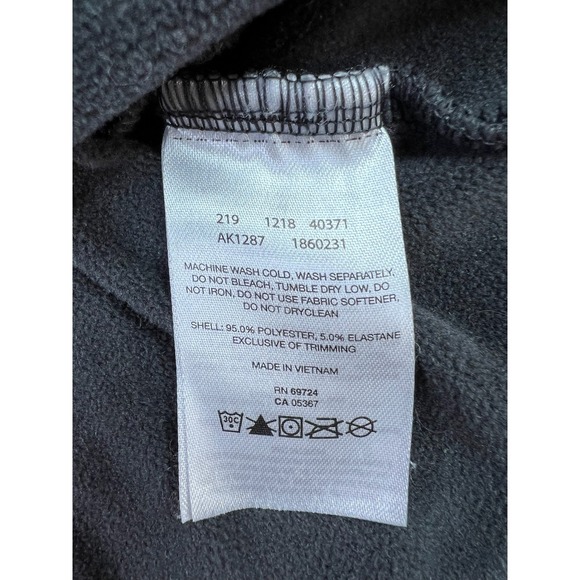 219 1218 40371
AK1287 1860231
MACHINE WASH COLD, WASH SEPARATELY,
DO NOT BLEACH, TUMBLE DRY LOW, DO
NOT IRON, DO NOT USE FABRIC SOFTENER,
DO NOT DRYCLEAN
SHELL: 95.0% POLYESTER, 5.0% ELASTANE
EXCLUSIVE OF TRIMMING
MADE IN VIETNAM
RN 69724
CA 05367
30C